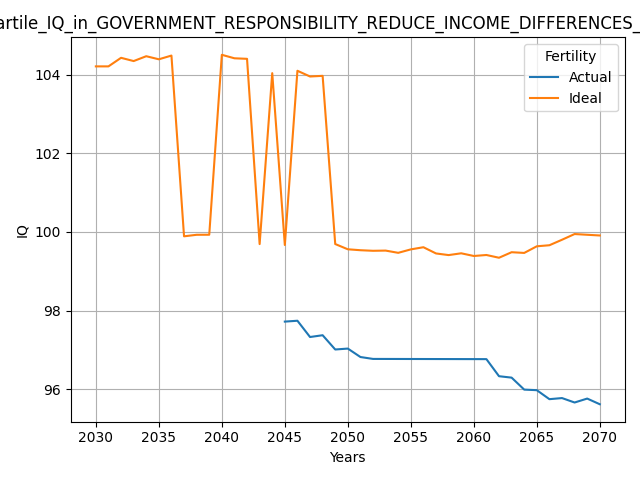 artile_IQ_in_GOVERNMENT_RESPONSIBILITY_REDUCE_INCOME_DIFFERENCES_
Fertility
Actual
Ideal
104
102
100
98
96
IQ
2030 2035 2040 2045 2050 2055 2060 2065 2070
Years